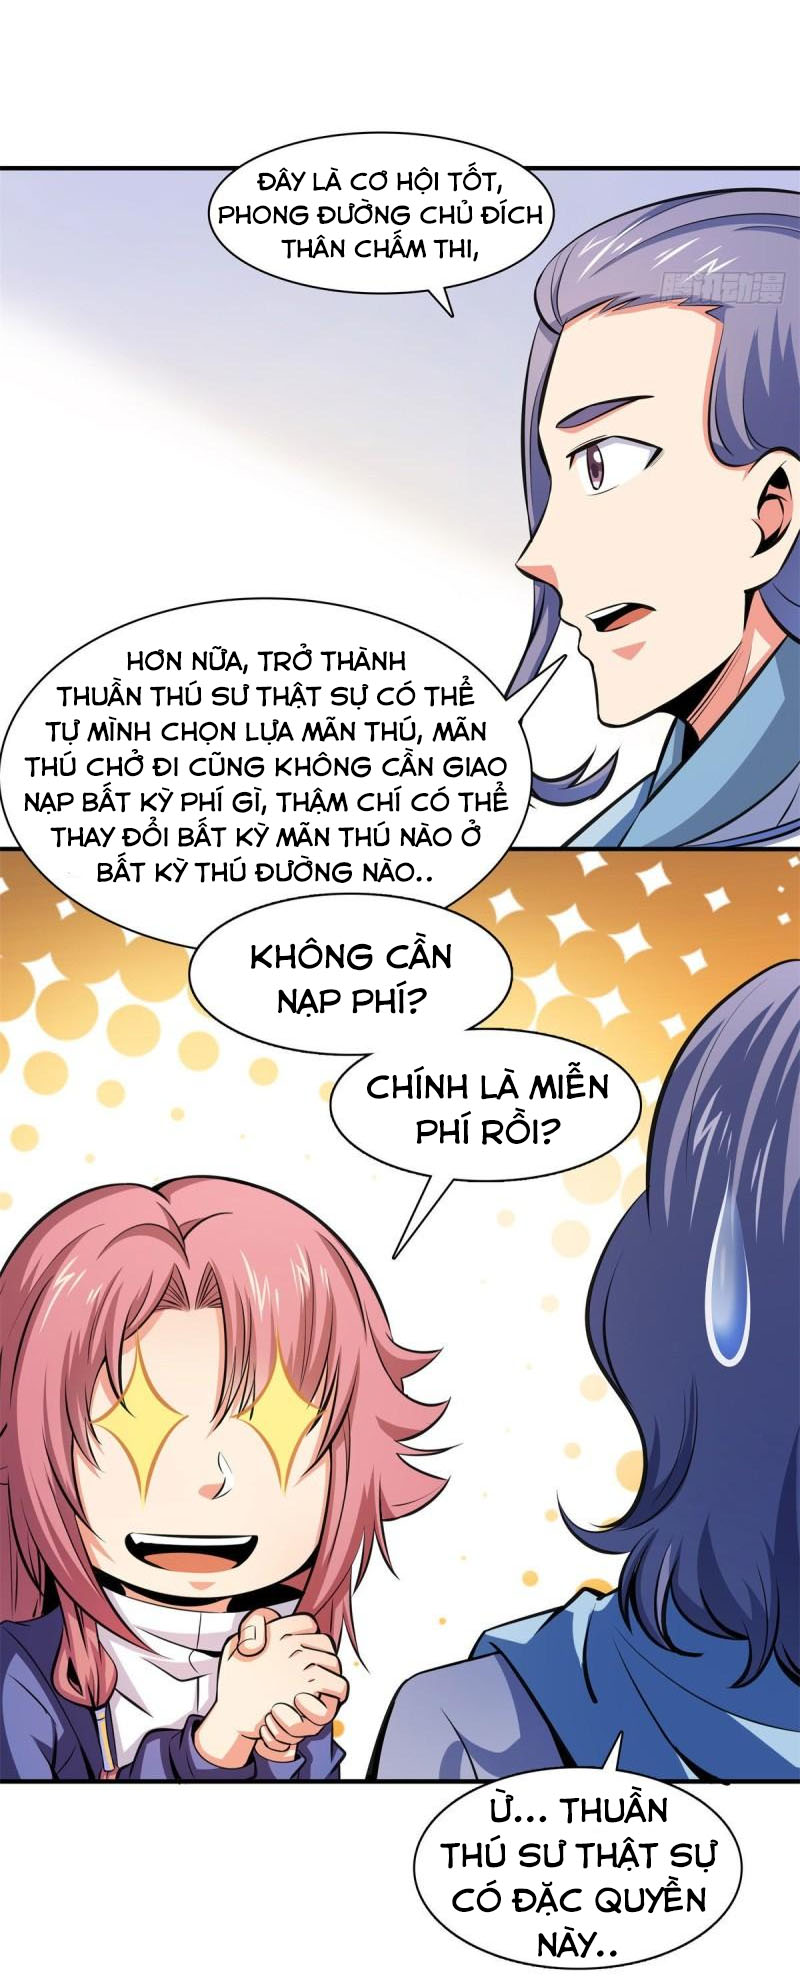 ĐÂY LÀ CƠ HỘI TỐT,
PHONG ĐƯỜNG CHỦ ĐÍCH
THÂN CHẤM THI,
腾讯动漫
HƠN NỮA, TRỞ THÀNH
THUẦN THÚ SƯ THẬT SỰ CÓ THỂ
TỰ MÌNH CHỌN LỰA MÃN THÚ, MÃN
THÚ CHỞ ĐI CŨNG KHÔNG CẦN GIAO
NẠP BẤT KỲ PHÍ GÌ, THẬM CHÍ CÓ THỂ
THAY ĐỔI BẤT KỲ MÃN THÚ NÀO Ở
BẤT KỲ THÚ ĐƯỜNG NÀO..
KHÔNG CẦN
NẠP PHÍ?
CHÍNH LÀ MIỄN
PHÍ RỒI?
Ừ... THUẦN
THÚ SƯ THẬT SỰ
CÓ ĐẶC QUYỀN
NÀY..